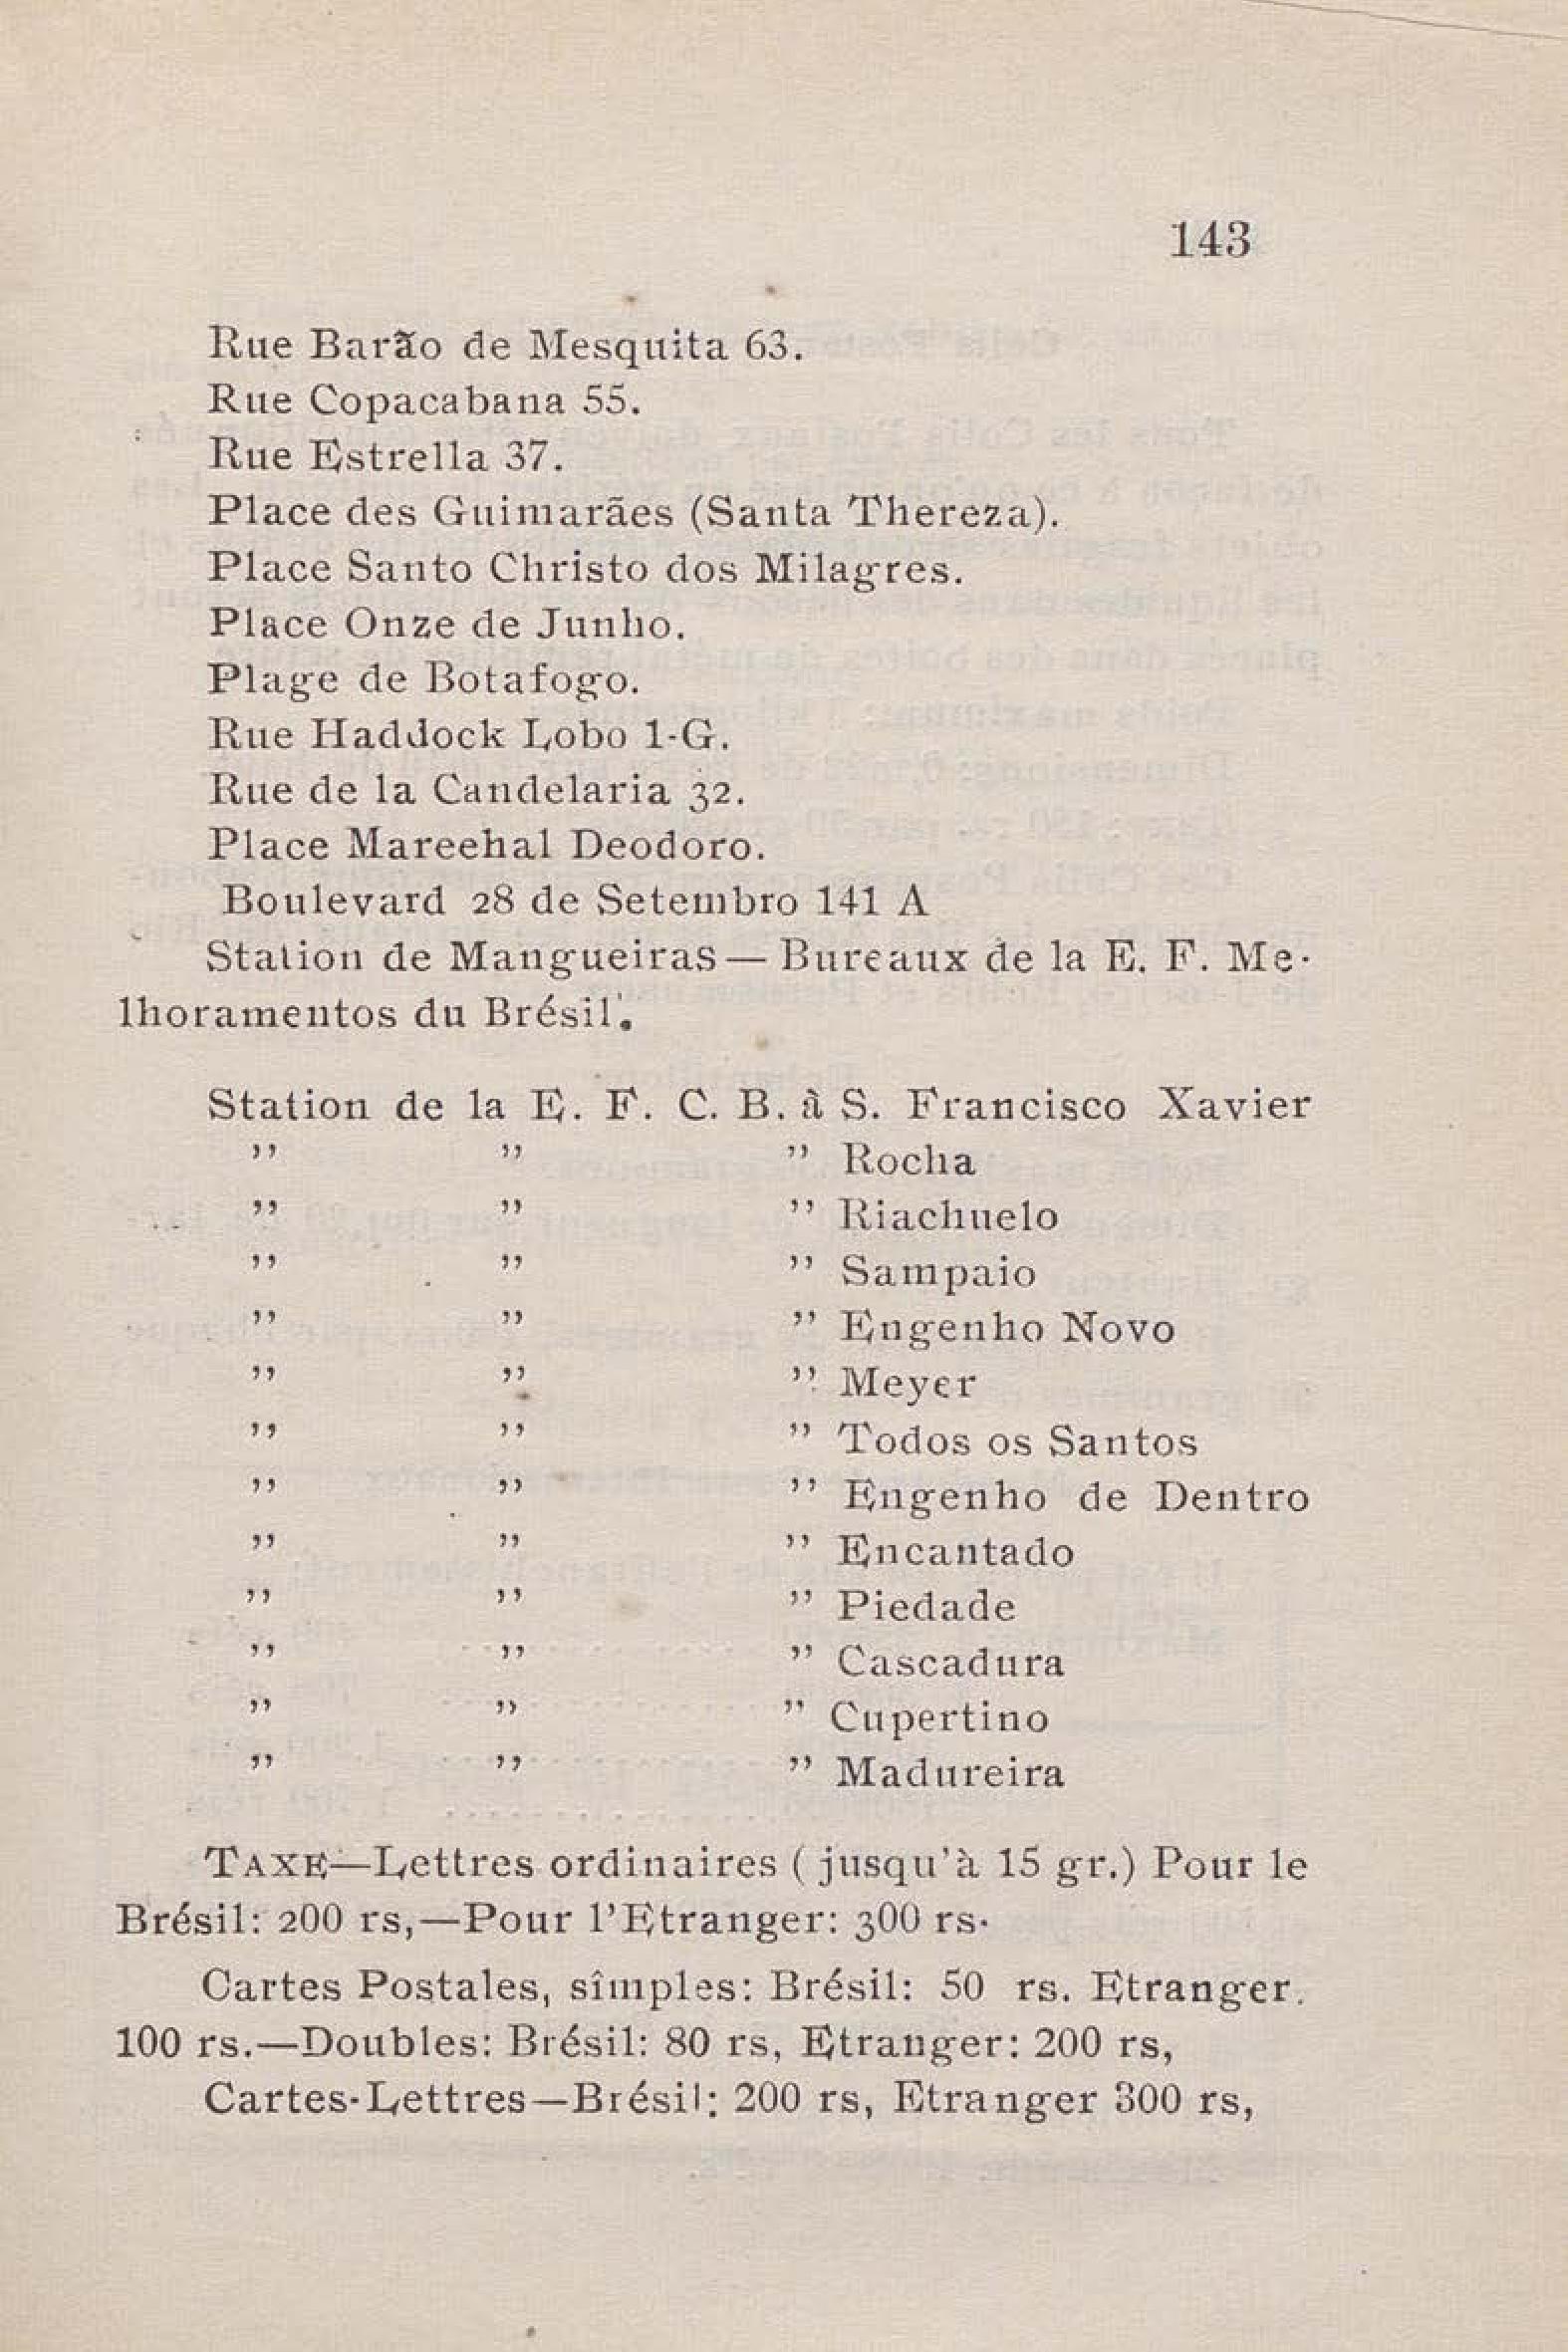 143
Rue Barão de Mesquita 63.
Rue Copacabana 55.
Rue Estrella 37.
Place des Guimarães (Santa Thereza).
Place Santo Christo dos Milagres.
Place Onze de Junho.
Plage de Botafogo.
Rue Haddock Lobo 1-G.
Rue de la Candelaria 32.
Place Mareehal Deodoro.
Boulevard 28 de Setembro 141 A
Station de Mangueiras — Bureaux de la E. F. Me-
lhoramentos du Brésil.
Station de la E. F. C. B. à S. Francisco Xavier
" " " Rocha
" " " Riachuelo
" " " Sampaio
" " " Engenho Novo
" " " Meyer
" " " Todos os Santos
" " " Engenho de Dentro
" " " Encantado
" " " Piedade
" " " Cascadura
" " " Cupertino
" " " Madureira
TAXE—Lettres ordinaires (jusqu'à 15 gr.) Pour le
Brésil: 200 rs,—Pour l'Etranger: 300 rs.
Cartes Postales, sîmples: Brésil: 50 rs. Etranger.
100 rs.—Doubles: Brésil: 80 rs, Etranger: 200 rs,
Cartes-Lettres—Brésil: 200 rs, Etranger 300 rs,